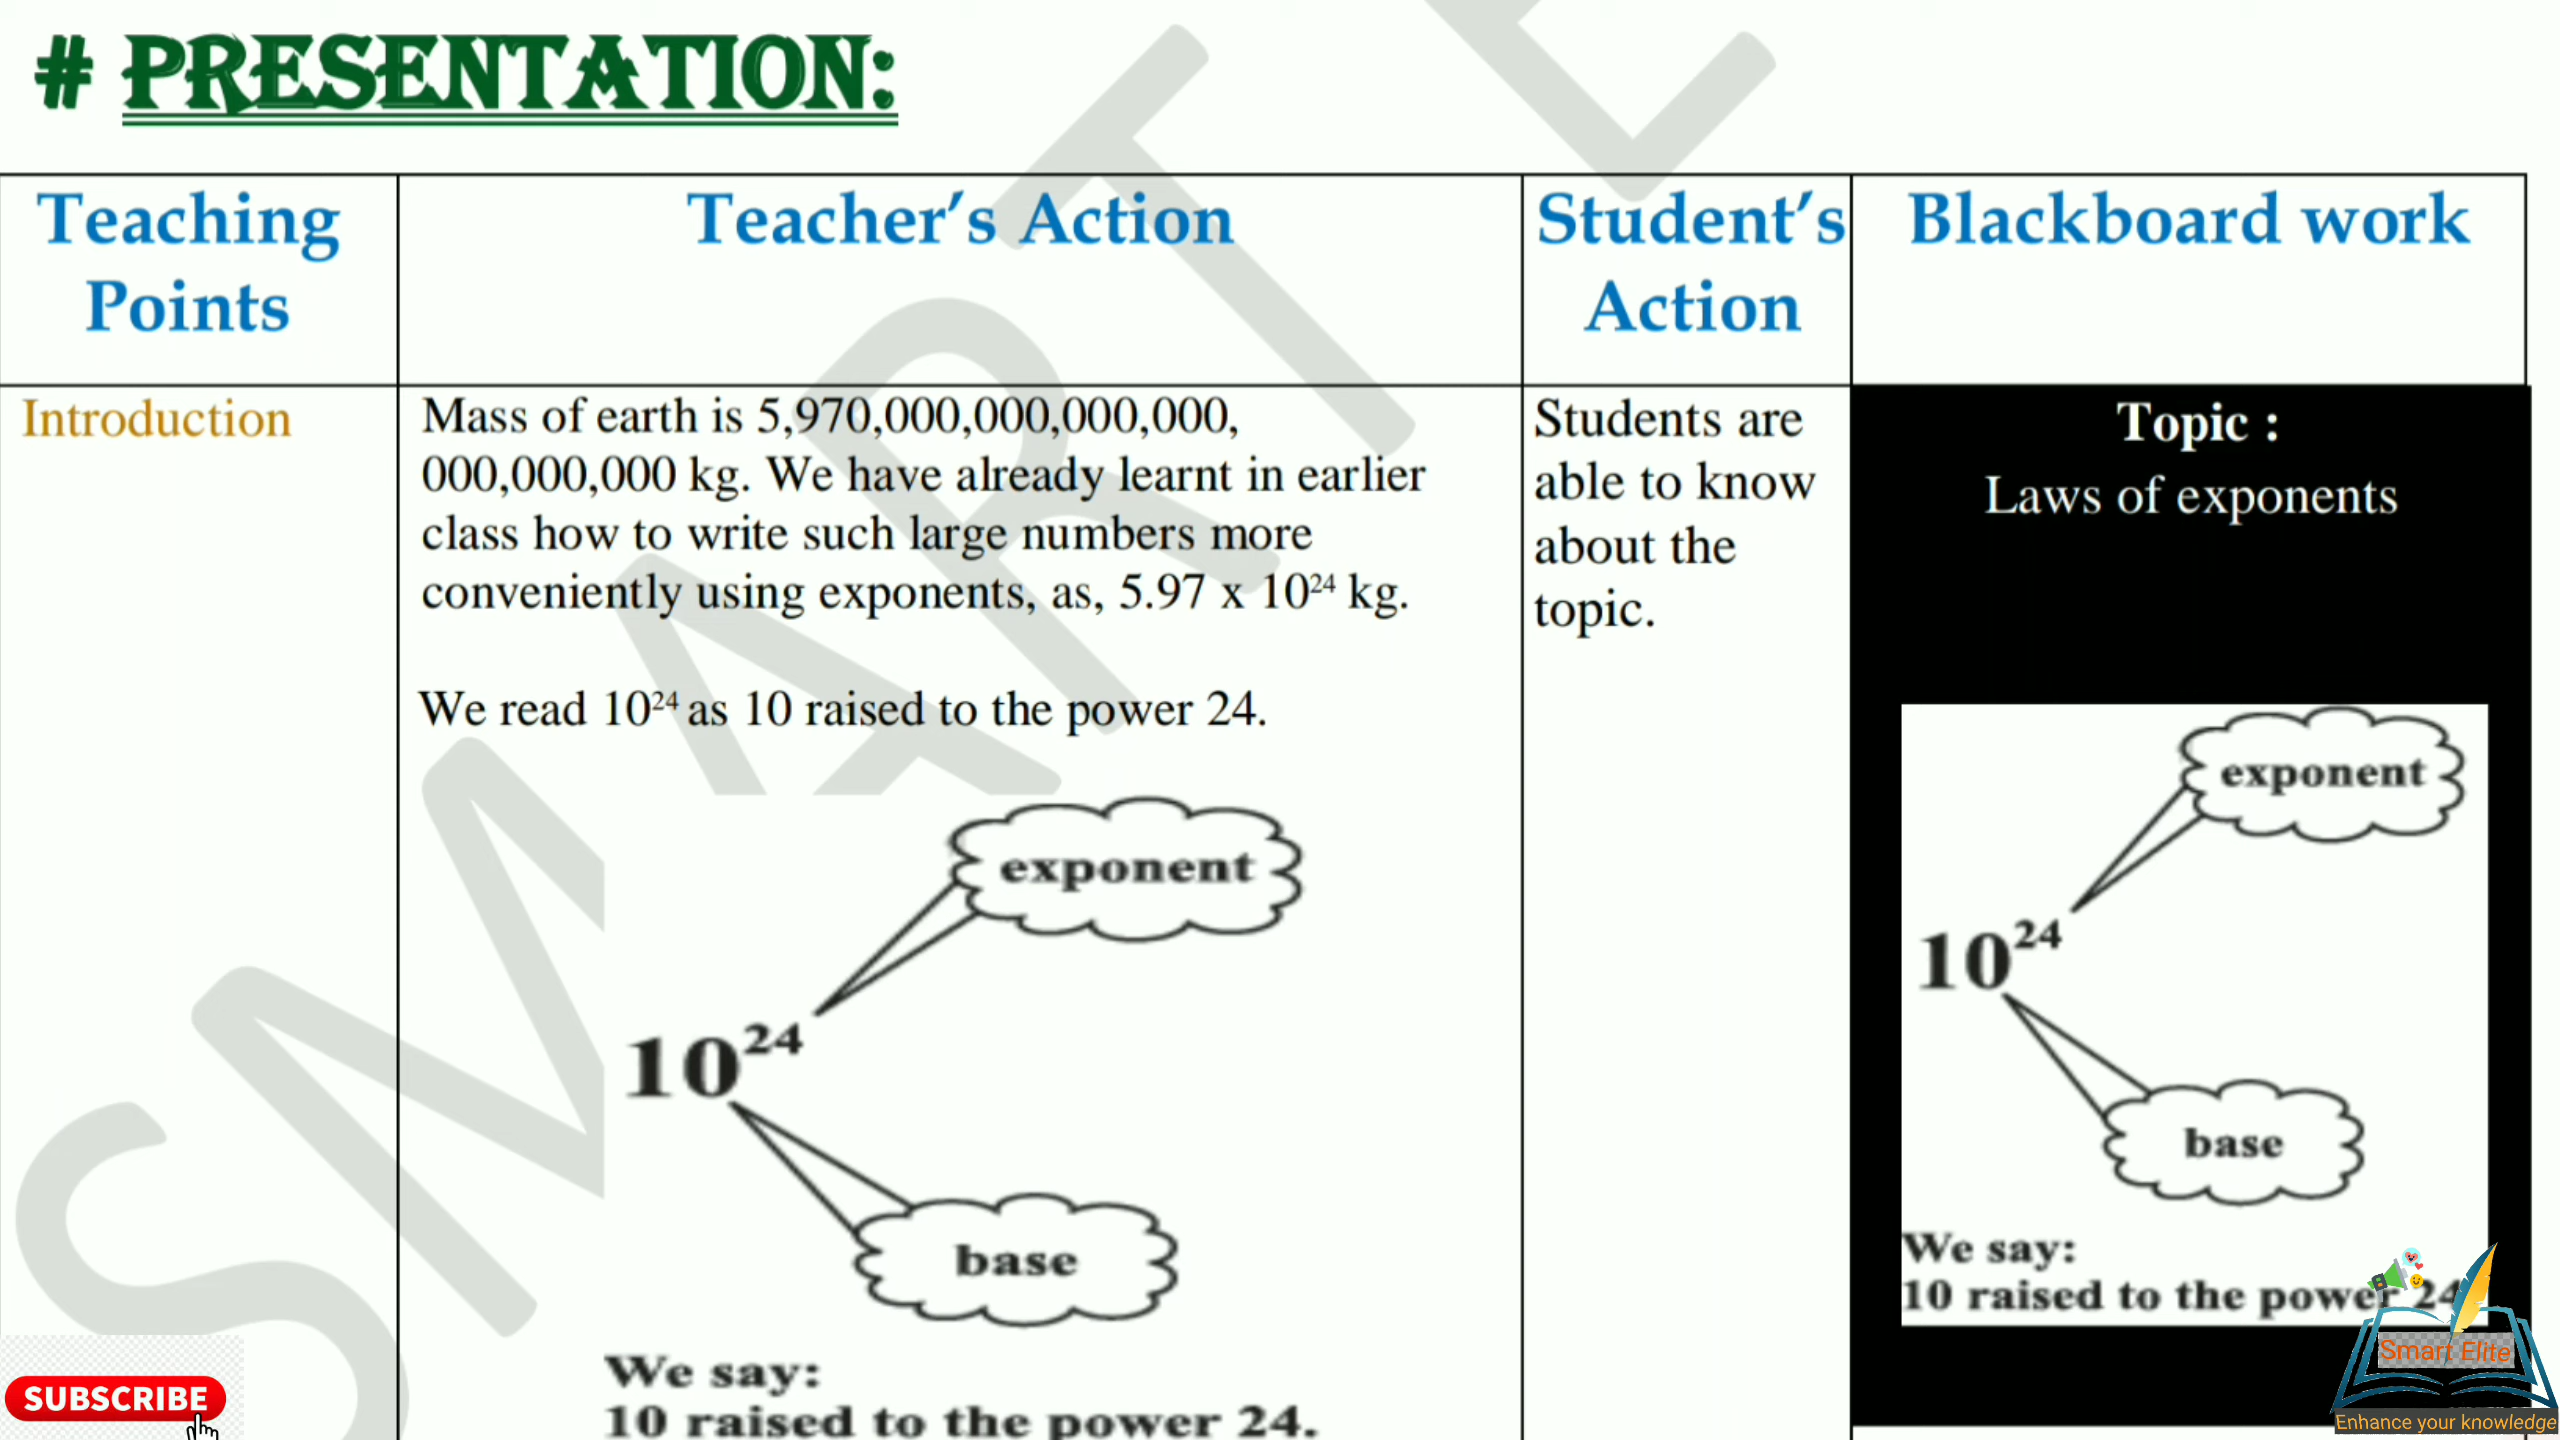 # PRESENTATION:
Teaching
Points
Teacher's Action
Student's
Action
Blackboard work
Introduction
Mass of earth is 5,970,000,000,000,000,
000,000,000 kg. We have already learnt in earlier
class how to write such large numbers more
conveniently using exponents, as, 5.97 x 10²⁴ kg.
We read 10²⁴ as 10 raised to the power 24.
exponent
10²⁴
base
We say:
10 raised to the power 24.
Students are
able to know
about the
topic.
Topic :
Laws of exponents
exponent
10²⁴
base
We say:
10 raised to the power 24
SUBSCRIBE
Smart Elite
Enhance your knowledge
SMART E